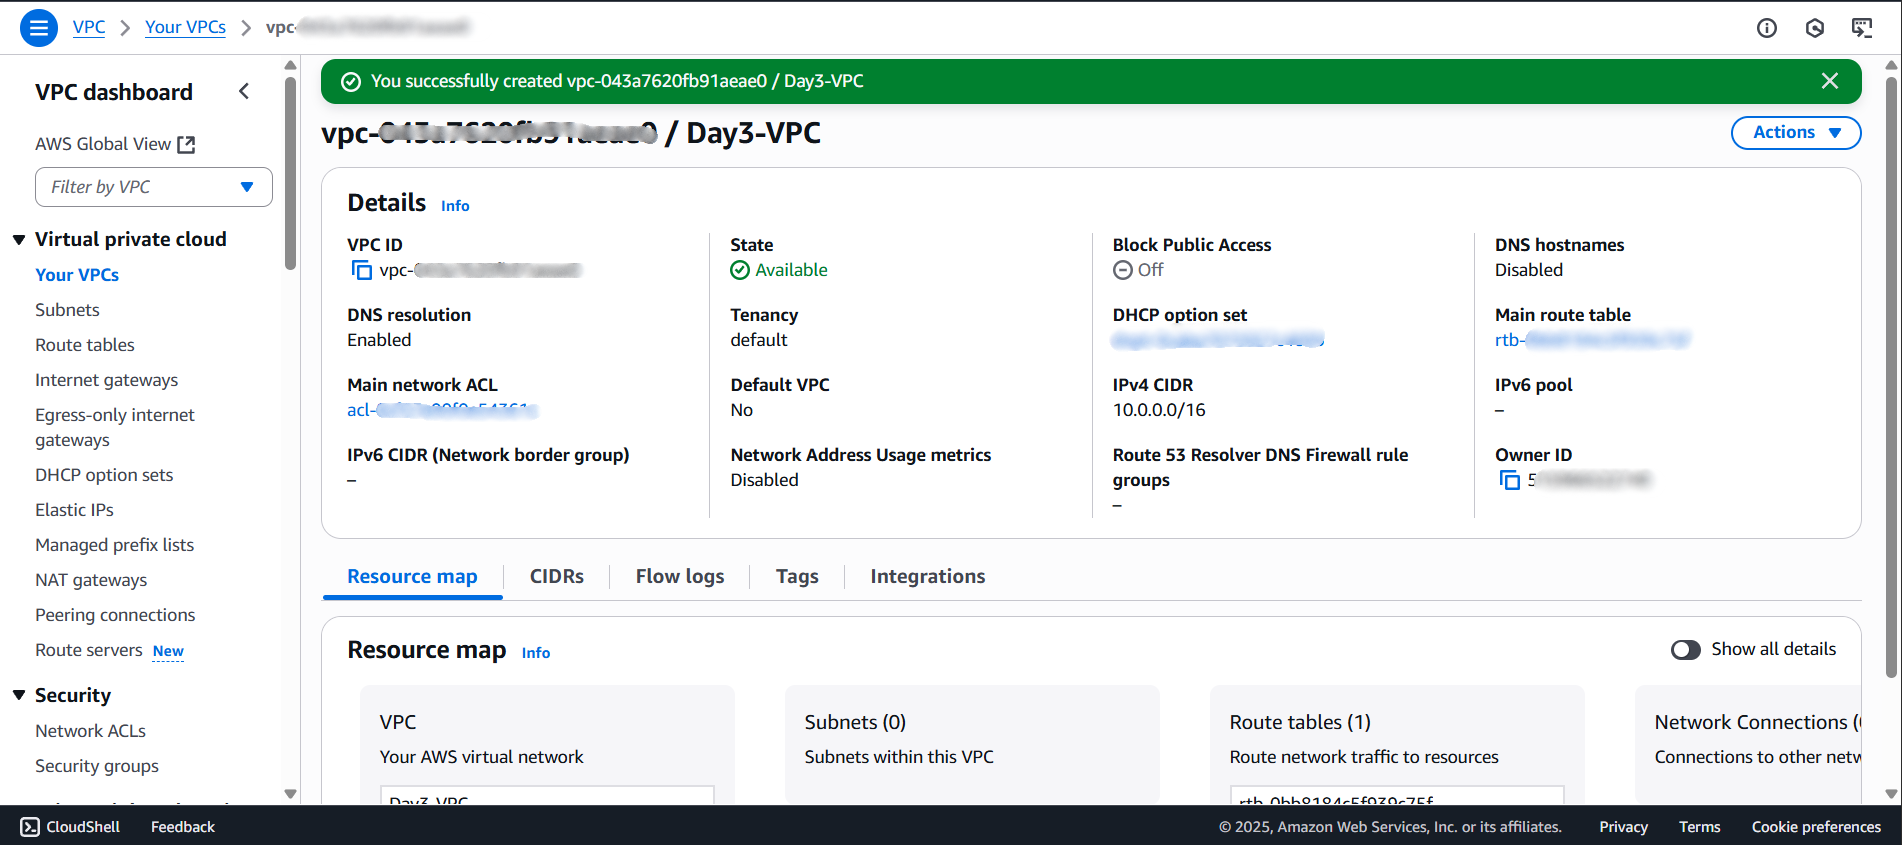 VPC > Your VPCs > vpc-
You successfully created vpc-043a7620fb91aeae0 / Day3-VPC
VPC dashboard
AWS Global View
Filter by VPC
Virtual private cloud
Your VPCs
Subnets
Route tables
Internet gateways
Egress-only internet
gateways
DHCP option sets
Elastic IPs
Managed prefix lists
NAT gateways
Peering connections
Route servers New
Security
Network ACLs
Security groups
vpc- / Day3-VPC
Actions
Details Info
VPC ID
vpc-
State
Available
Block Public Access
Off
DNS hostnames
Disabled
DNS resolution
Enabled
Tenancy
default
DHCP option set
Main route table
rtb-
Main network ACL
acl-
Default VPC
No
IPv4 CIDR
10.0.0.0/16
IPv6 pool
–
IPv6 CIDR (Network border group)
–
Network Address Usage metrics
Disabled
Route 53 Resolver DNS Firewall rule
groups
–
Owner ID
5
Resource map
CIDRs
Flow logs
Tags
Integrations
Resource map Info
Show all details
VPC
Your AWS virtual network
Day3-VPC
Subnets (0)
Subnets within this VPC
Route tables (1)
Route network traffic to resources
rtb-0bb8184c5f939c75f
Network Connections (
Connections to other netw
CloudShell
Feedback
© 2025, Amazon Web Services, Inc. or its affiliates.
Privacy
Terms
Cookie preferences